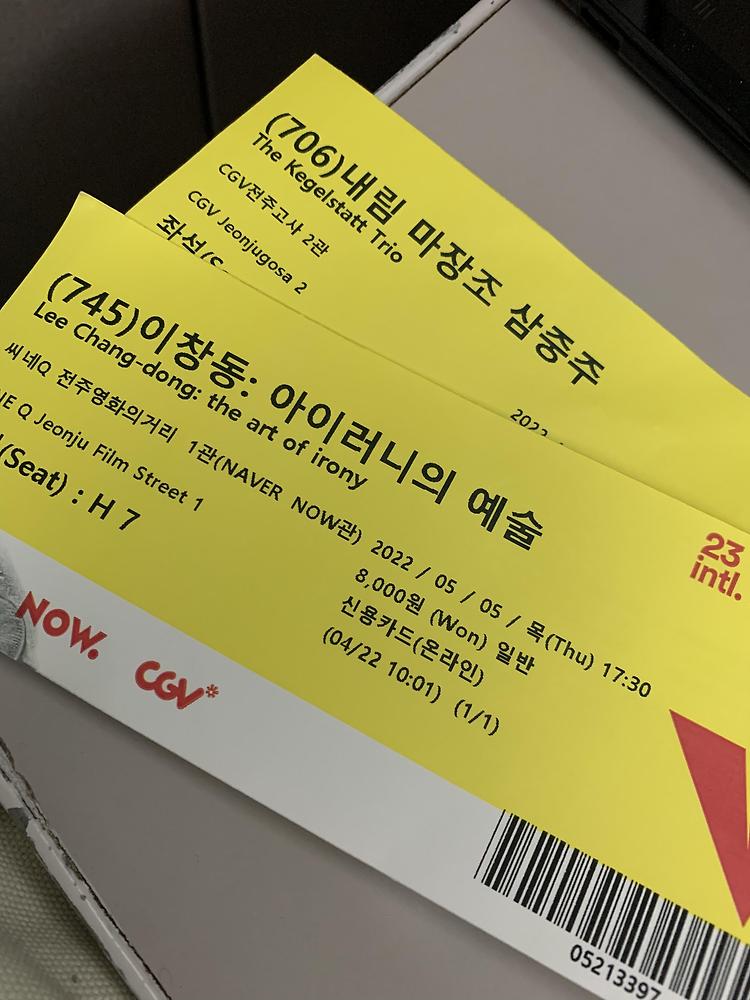 (706)내림 마장조 삼중주
The Kegelstatt Trio
CGV전주고사 2관
CGV Jeonjugosa 2
좌석(S
2022
(745)이창동: 아이러니의 예술
Lee Chang-dong: the art of irony
씨네Q 전주영화의거리 1관(NAVER NOW관)
NE Q Jeonju Film Street 1
(Seat) : H 7
2022 / 05 / 05 / 목(Thu) 17:30
8,000원 (Won) 일반
신용카드(온라인)
(04/22 10:01) (1/1)
23
intl.
NOW. CGV
05213397